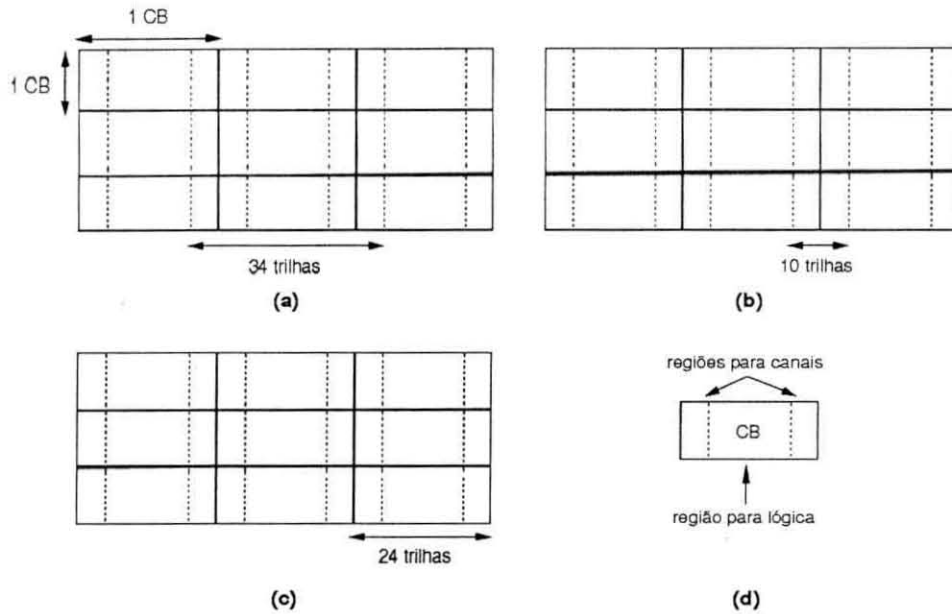 1 CB
1 CB
34 trilhas
10 trilhas
(a)
(b)
regiões para canais
CB
região para lógica
24 trilhas
(c)
(d)